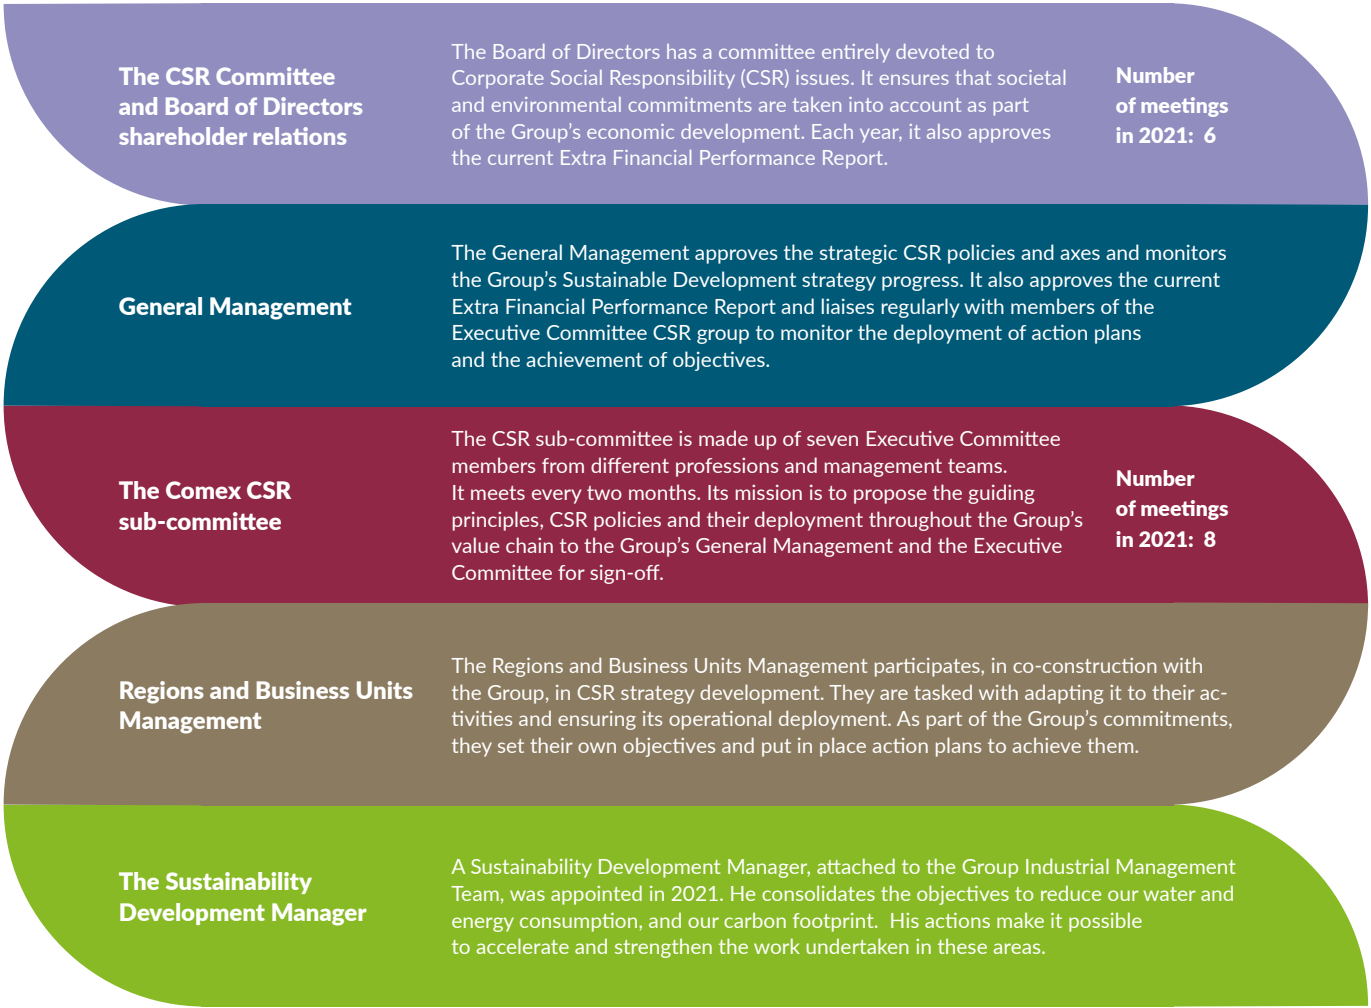 The CSR Committee
and Board of Directors
shareholder relations
The Board of Directors has a committee entirely devoted to
Corporate Social Responsibility (CSR) issues. It ensures that societal
and environmental commitments are taken into account as part
of the Group's economic development. Each year, it also approves
the current Extra Financial Performance Report.
Number
of meetings
in 2021: 6
General Management
The General Management approves the strategic CSR policies and axes and monitors
the Group's Sustainable Development strategy progress. It also approves the current
Extra Financial Performance Report and liaises regularly with members of the
Executive Committee CSR group to monitor the deployment of action plans
and the achievement of objectives.
The Comex CSR
sub-committee
The CSR sub-committee is made up of seven Executive Committee
members from different professions and management teams.
It meets every two months. Its mission is to propose the guiding
principles, CSR policies and their deployment throughout the Group's
value chain to the Group's General Management and the Executive
Committee for sign-off.
Number
of meetings
in 2021: 8
Regions and Business Units
Management
The Regions and Business Units Management participates, in co-construction with
the Group, in CSR strategy development. They are tasked with adapting it to their ac-
tivities and ensuring its operational deployment. As part of the Group's commitments,
they set their own objectives and put in place action plans to achieve them.
The Sustainability
Development Manager
A Sustainability Development Manager, attached to the Group Industrial Management
Team, was appointed in 2021. He consolidates the objectives to reduce our water and
energy consumption, and our carbon footprint. His actions make it possible
to accelerate and strengthen the work undertaken in these areas.